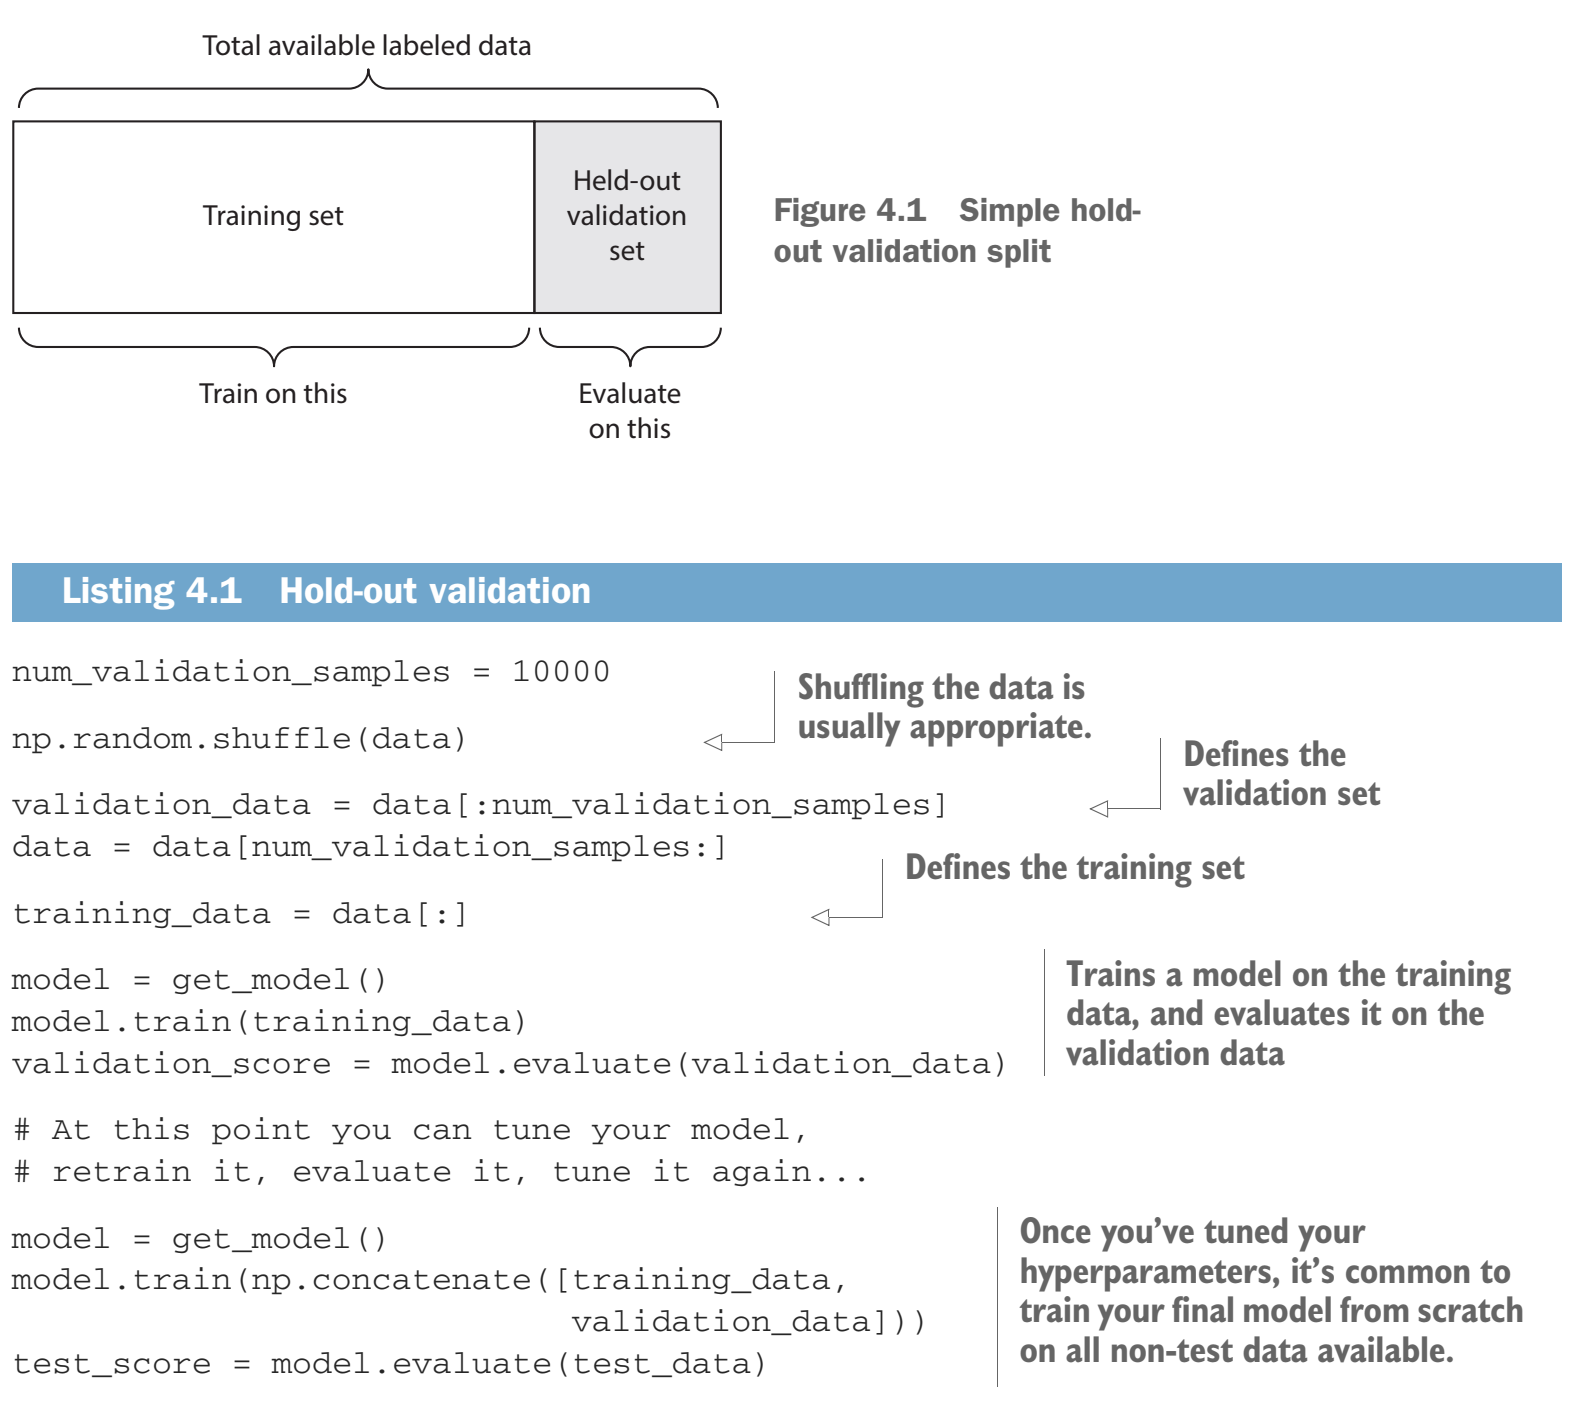 Total available labeled data
Training set
Held-out
validation
set
Train on this
Evaluate
on this
Figure 4.1 Simple hold-
out validation split
Listing 4.1 Hold-out validation
num_validation_samples = 10000
Shuffling the data is
usually appropriate.
np.random.shuffle(data)
Defines the
validation set
validation_data = data[:num_validation_samples]
data = data[num_validation_samples:]
Defines the training set
training_data = data[:]
model = get_model()
model.train(training_data)
validation_score = model.evaluate(validation_data)
Trains a model on the training
data, and evaluates it on the
validation data
# At this point you can tune your model,
# retrain it, evaluate it, tune it again...
model = get_model()
model.train(np.concatenate([training_data,
validation_data]))
test_score = model.evaluate(test_data)
Once you’ve tuned your
hyperparameters, it's common to
train your final model from scratch
on all non-test data available.